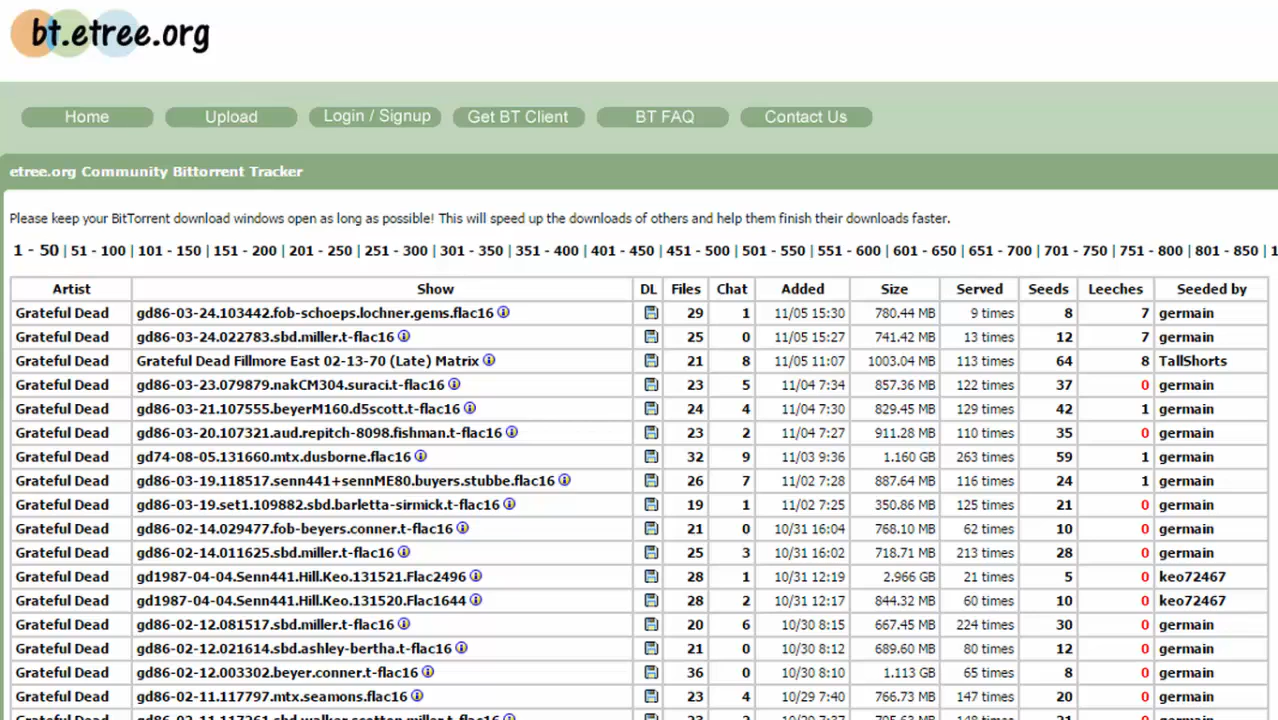 bt.etree.org
Home Upload Login / Signup Get BT Client BT FAQ Contact Us
etree.org Community Bittorrent Tracker
Please keep your BitTorrent download windows open as long as possible! This will speed up the downloads of others and help them finish their downloads faster.
1 - 50 | 51 - 100 | 101 - 150 | 151 - 200 | 201 - 250 | 251 - 300 | 301 - 350 | 351 - 400 | 401 - 450 | 451 - 500 | 501 - 550 | 551 - 600 | 601 - 650 | 651 - 700 | 701 - 750 | 751 - 800 | 801 - 850 |
Artist Show DL Files Chat Added Size Served Seeds Leeches Seeded by
Grateful Dead gd86-03-24.103442.fob-schoeps.lochner.gems.flac16 29 1 11/05 15:30 780.44 MB 9 times 8 7 germain
Grateful Dead gd86-03-24.022783.sbd.miller.t-flac16 25 0 11/05 15:27 741.42 MB 13 times 12 7 germain
Grateful Dead Grateful Dead Fillmore East 02-13-70 (Late) Matrix 21 8 11/05 11:07 1003.04 MB 113 times 64 8 TallShorts
Grateful Dead gd86-03-23.079879.nakCM304.suraci.t-flac16 23 5 11/04 7:34 857.36 MB 122 times 37 0 germain
Grateful Dead gd86-03-21.107555.beyerM160.d5scott.t-flac16 24 4 11/04 7:30 829.45 MB 129 times 42 1 germain
Grateful Dead gd86-03-20.107321.aud.repitch-8098.fishman.t-flac16 23 2 11/04 7:27 911.28 MB 110 times 35 0 germain
Grateful Dead gd74-08-05.131660.mtx.dusborne.flac16 32 9 11/03 9:36 1.160 GB 263 times 59 1 germain
Grateful Dead gd86-03-19.118517.senn441+sennME80.buyers.stubbe.flac16 26 7 11/02 7:28 887.64 MB 116 times 24 1 germain
Grateful Dead gd86-03-19.set1.109882.sbd.barletta-sirmick.t-flac16 19 1 11/02 7:25 350.86 MB 125 times 21 0 germain
Grateful Dead gd86-02-14.029477.fob-beyers.conner.t-flac16 21 0 10/31 16:04 768.10 MB 62 times 10 0 germain
Grateful Dead gd86-02-14.011625.sbd.miller.t-flac16 25 3 10/31 16:02 718.71 MB 213 times 28 0 germain
Grateful Dead gd1987-04-04.Senn441.Hill.Keo.131521.Flac2496 28 1 10/31 12:19 2.966 GB 21 times 5 0 keo72467
Grateful Dead gd1987-04-04.Senn441.Hill.Keo.131520.Flac1644 28 2 10/31 12:17 844.32 MB 60 times 10 0 keo72467
Grateful Dead gd86-02-12.081517.sbd.miller.t-flac16 20 6 10/30 8:15 667.45 MB 224 times 30 0 germain
Grateful Dead gd86-02-12.021614.sbd.ashley-bertha.t-flac16 21 0 10/30 8:12 689.60 MB 80 times 12 0 germain
Grateful Dead gd86-02-12.003302.beyer.conner.t-flac16 36 0 10/30 8:10 1.113 GB 65 times 8 0 germain
Grateful Dead gd86-02-11.117797.mtx.seamons.flac16 23 4 10/29 7:40 766.73 MB 147 times 20 0 germain
Grateful Dead